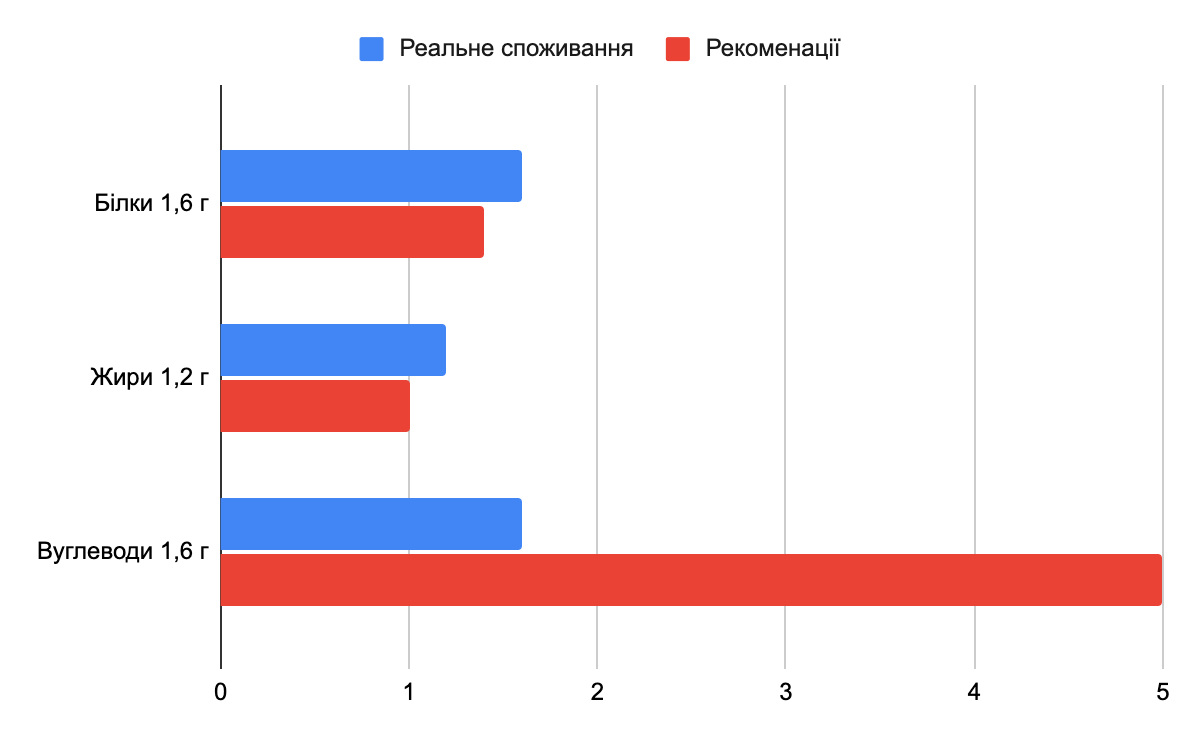 Реальне споживання Рекоменації
Білки 1,6 г
Жири 1,2 г
Вуглеводи 1,6 г
0 1 2 3 4 5